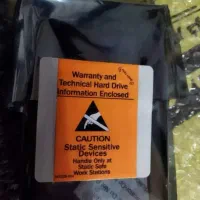 Warranty and
Technical Hard Drive
Information Enclosed
CAUTION
Static Sensitive
Devices
Handle Only at
Static Safe
Work Stations